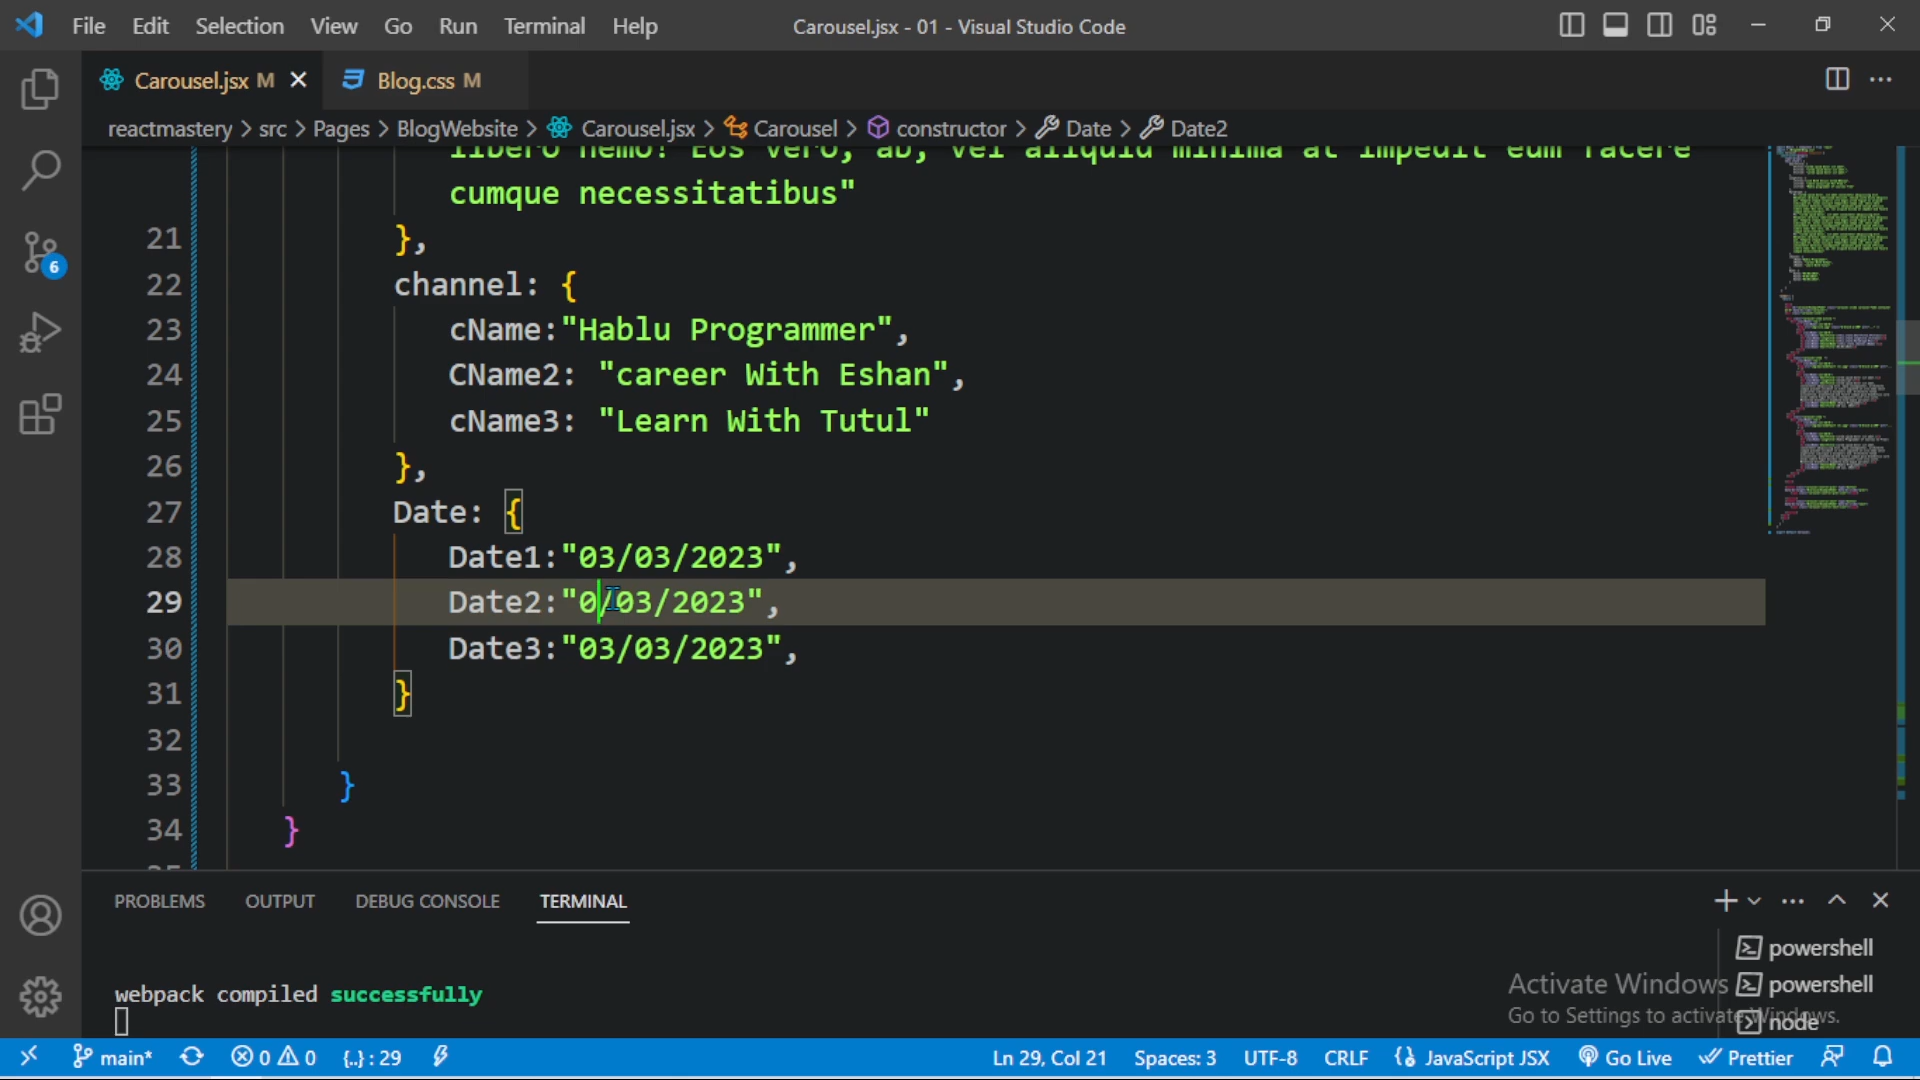 File Edit Selection View Go Run Terminal Help Carousel.jsx - 01 - Visual Studio Code
Carousel.jsx M Blog.css M
reactmastery > src > Pages > BlogWebsite > Carousel.jsx > Carousel > constructor > Date > Date2
libero nemo! Eos vero, ab, vel aliquid minima at impedit eum facere
cumque necessitatibus"
21 },
22 channel: {
23 cName:"Hablu Programmer",
24 CName2: "career With Eshan",
25 cName3: "Learn With Tutul"
26 },
27 Date: {
28 Date1:"03/03/2023",
29 Date2:"0/03/2023",
30 Date3:"03/03/2023",
31 }
32
33 }
34 }
6
PROBLEMS OUTPUT DEBUG CONSOLE TERMINAL
powershell
webpack compiled successfully
powershell
node
Activate Windows
Go to Settings to activate Windows.
main* 0 0 {..} : 29 Ln 29, Col 21 Spaces: 3 UTF-8 CRLF JavaScript JSX Go Live Prettier